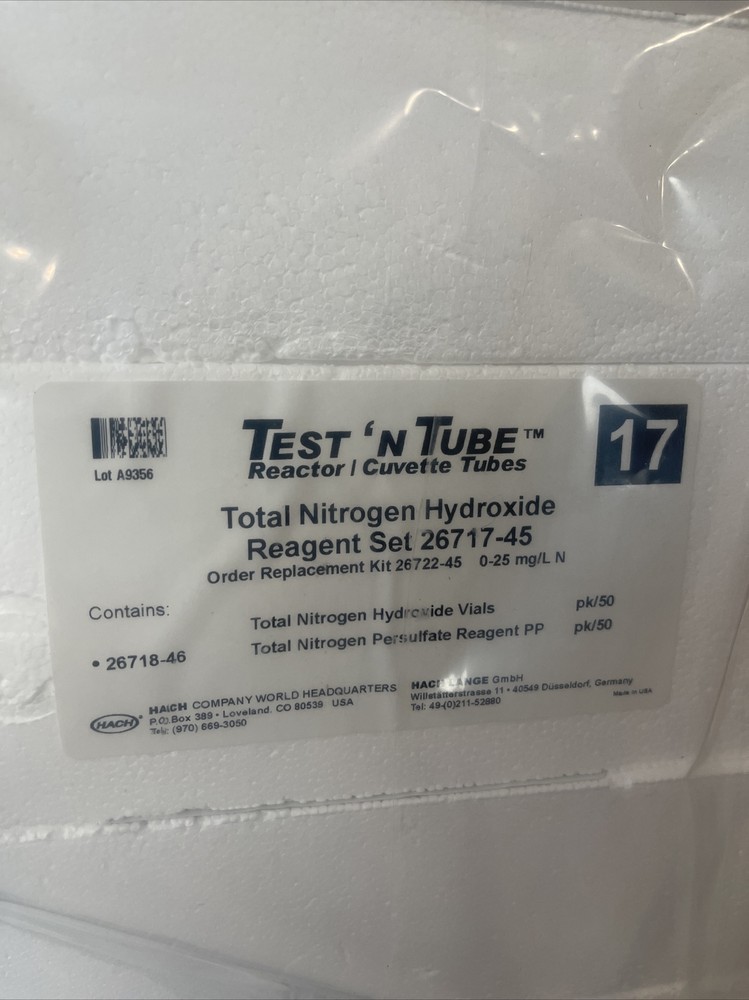 TEST 'N TUBE™
Reactor / Cuvette Tubes
17
Lot A9356
Total Nitrogen Hydroxide
Reagent Set 26717-45
Order Replacement Kit 26722-45 0-25 mg/L N
Contains:
Total Nitrogen Hydroxide Vials pk/50
• 26718-46 Total Nitrogen Persulfate Reagent PP pk/50
HACH
HACH COMPANY WORLD HEADQUARTERS
P.O. Box 389 • Loveland, CO 80539 USA
Tele: (970) 669-3050
HACH LANGE GmbH
Willstätterstrasse 11 • 40549 Düsseldorf, Germany
Tel: 49-(0)211-52880
Made in USA